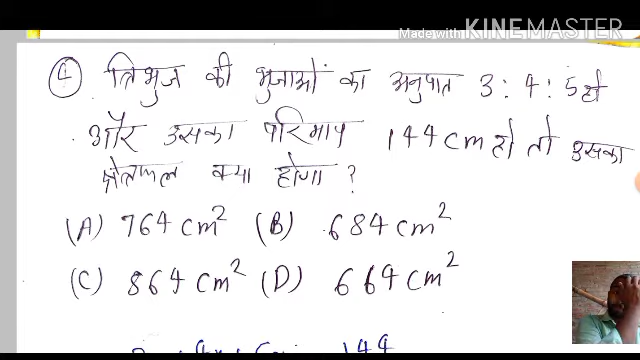 Made with KINEMASTER
④ त्रिभुज की भुजाओं का अनुपात 3 : 4 : 5 हो
और उसका परिमाप 144 cm हो तो उसका
क्षेत्रफल क्या होगा ?
(A) 764 cm² (B) 684 cm²
(C) 864 cm² (D) 664 cm²
144